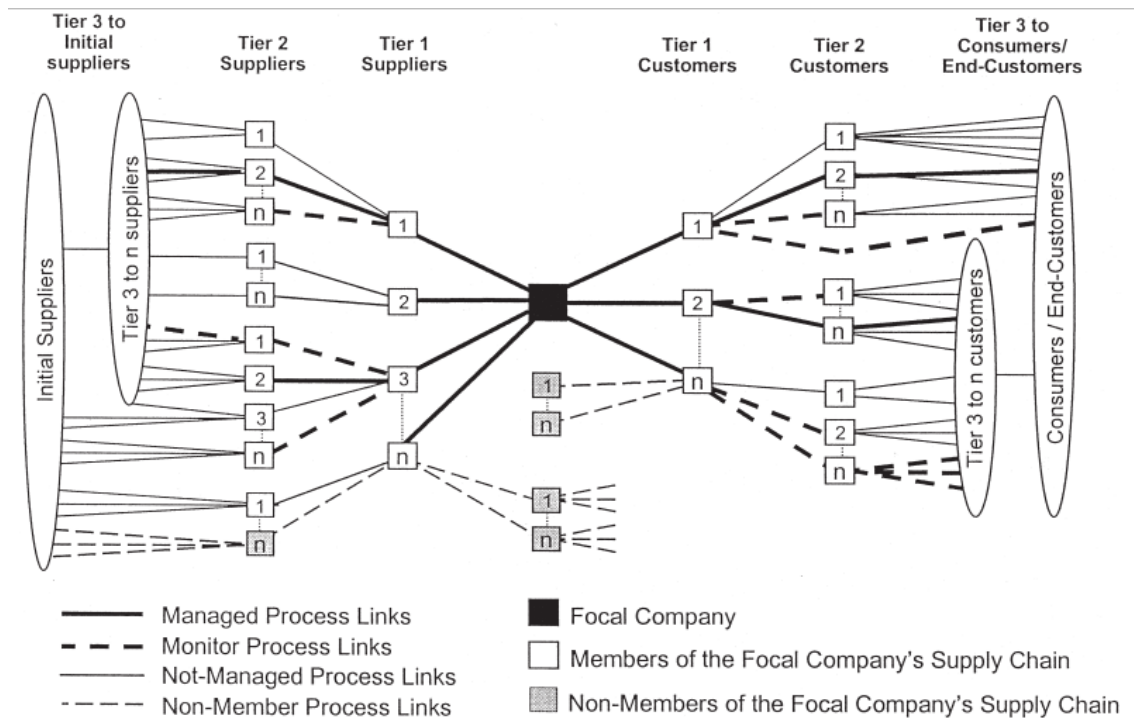 Tier 3 to
Initial
suppliers
Tier 2
Suppliers
Tier 1
Suppliers
Tier 1
Customers
Tier 2
Customers
Tier 3 to
Consumers/
End-Customers
Initial Suppliers
Tier 3 to n suppliers
1
2
n
1
n
1
2
3
n
1
n
1
2
3
n
1
n
1
n
1
2
n
1
2
n
1
n
1
2
n
Tier 3 to n customers
Consumers / End-Customers
Managed Process Links
Monitor Process Links
Not-Managed Process Links
Non-Member Process Links
Focal Company
Members of the Focal Company's Supply Chain
Non-Members of the Focal Company's Supply Chain